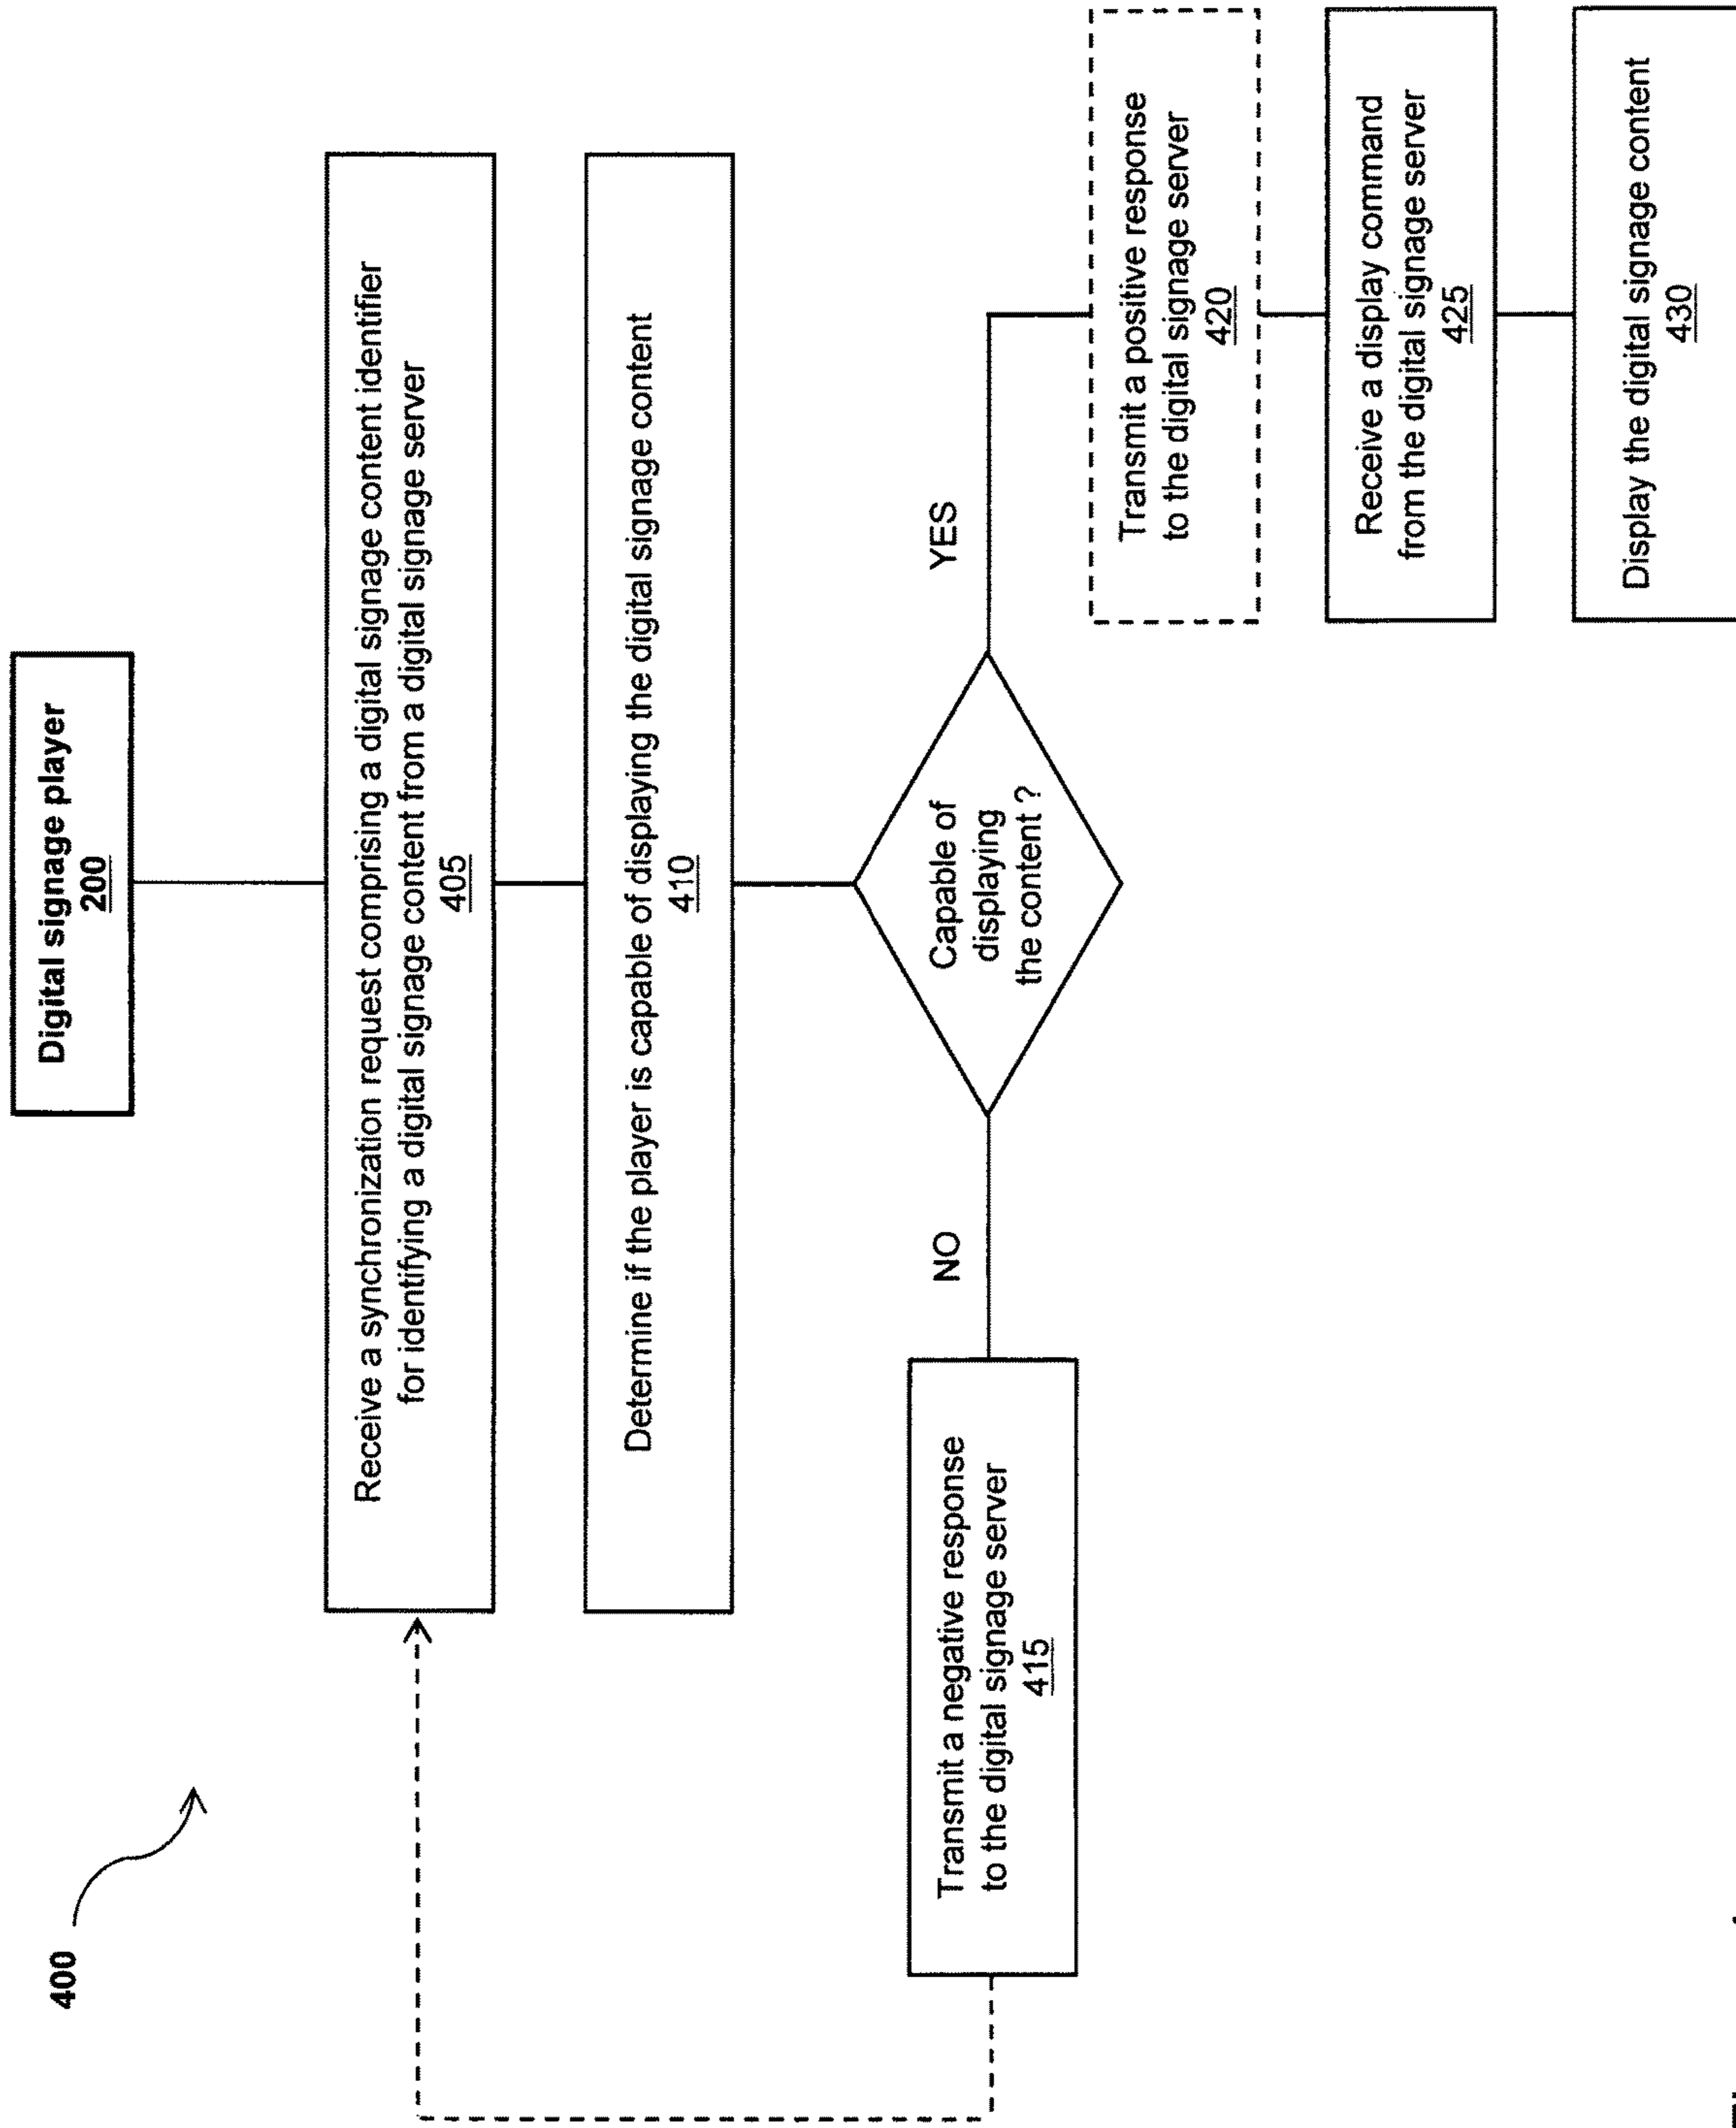 400
Digital signage player
200
Receive a synchronization request comprising a digital signage content identifier
for identifying a digital signage content from a digital signage server
405
Determine if the player is capable of displaying the digital signage content
410
Capable of
displaying
the content ?
NO
YES
Transmit a negative response
to the digital signage server
415
Transmit a positive response
to the digital signage server
420
Receive a display command
from the digital signage server
425
Display the digital signage content
430